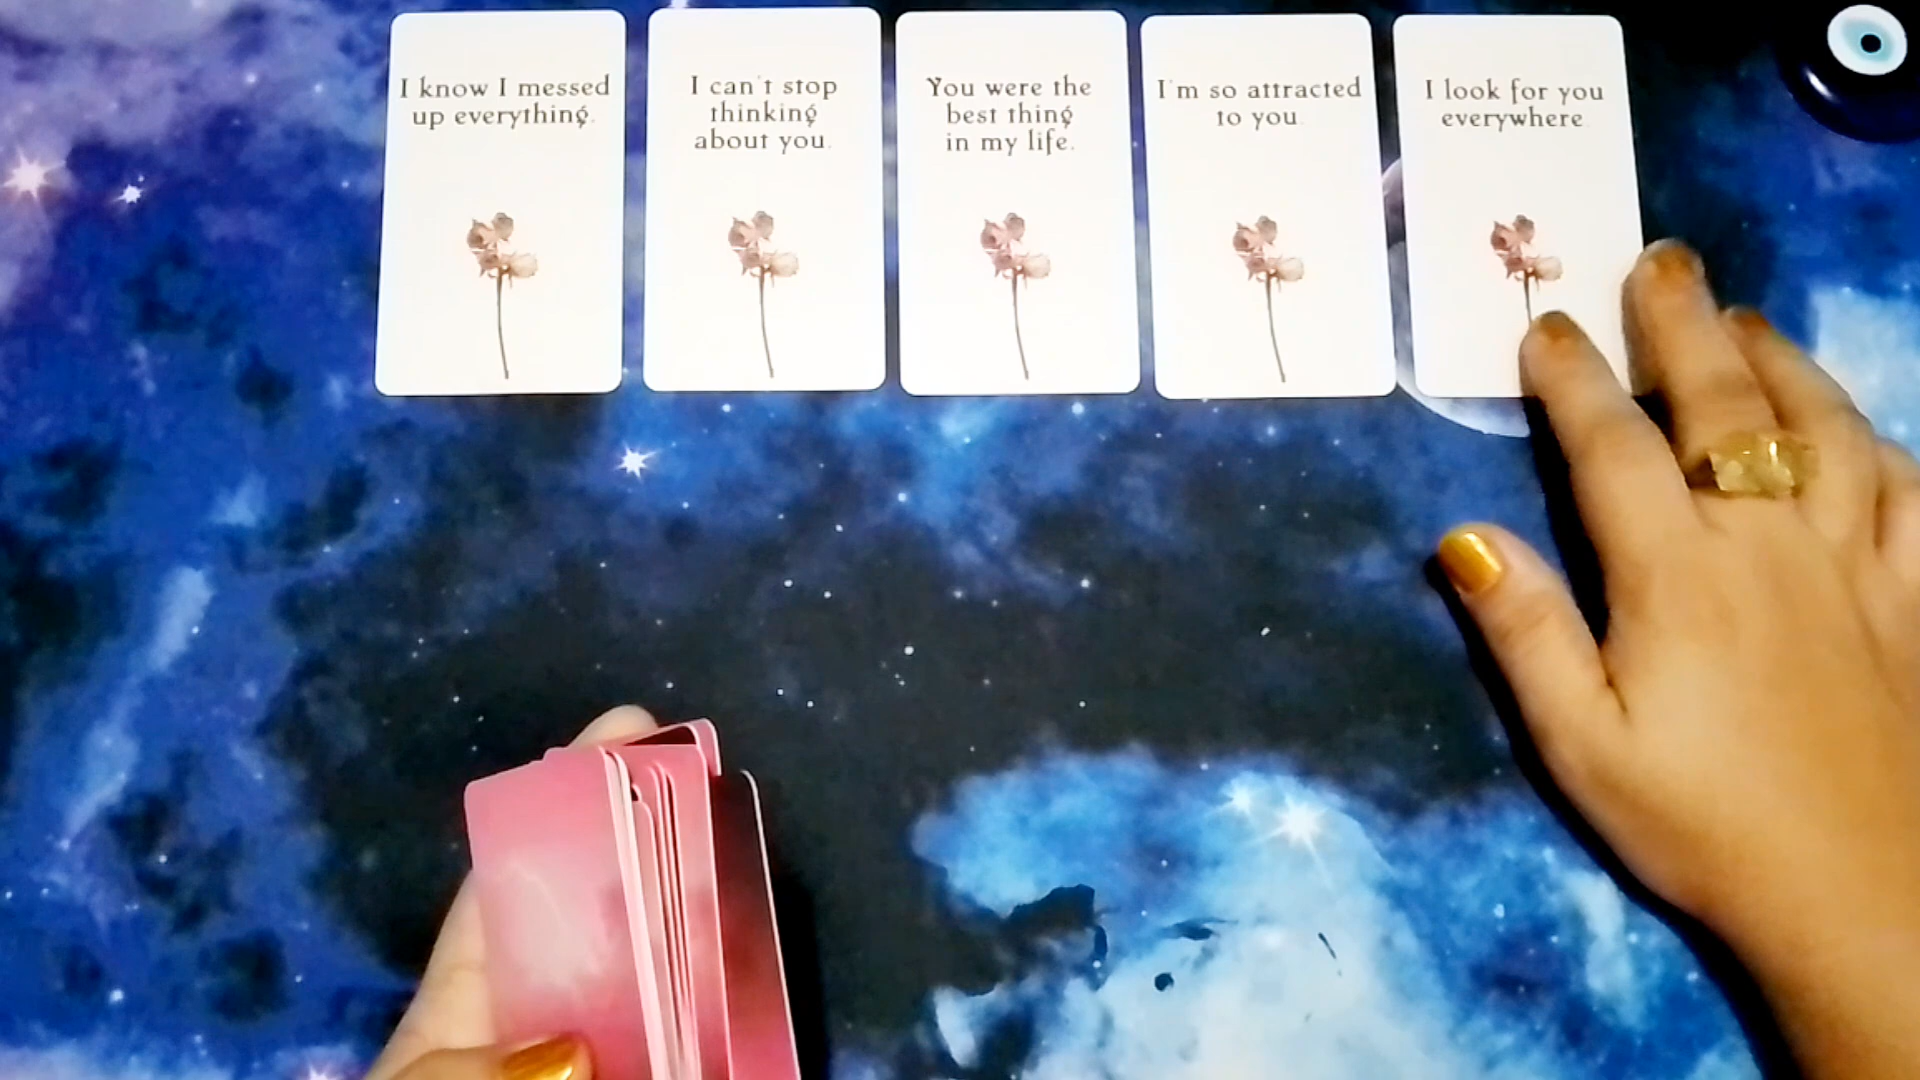 I know I messed
up everything.
I can't stop
thinking
about you.
You were the
best thing
in my life.
I'm so attracted
to you.
I look for you
everywhere.